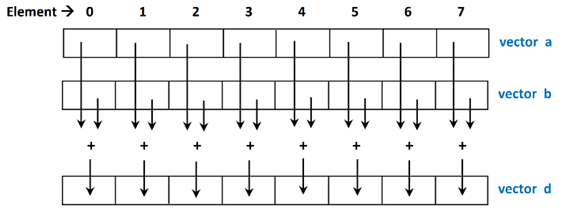 Element → 0 1 2 3 4 5 6 7
vector a
vector b
+ + + + + + + +
vector d